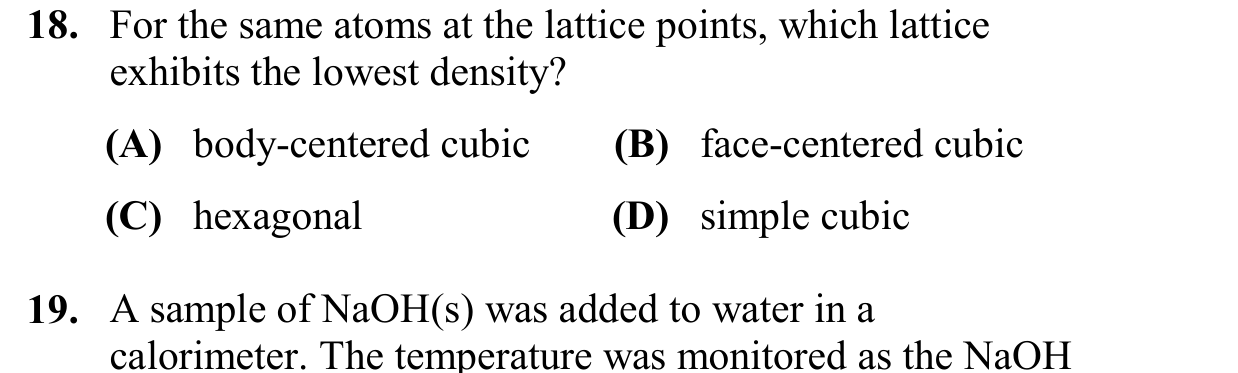 18. For the same atoms at the lattice points, which lattice
exhibits the lowest density?
(A) body-centered cubic (B) face-centered cubic
(C) hexagonal (D) simple cubic
19. A sample of NaOH(s) was added to water in a
calorimeter. The temperature was monitored as the NaOH